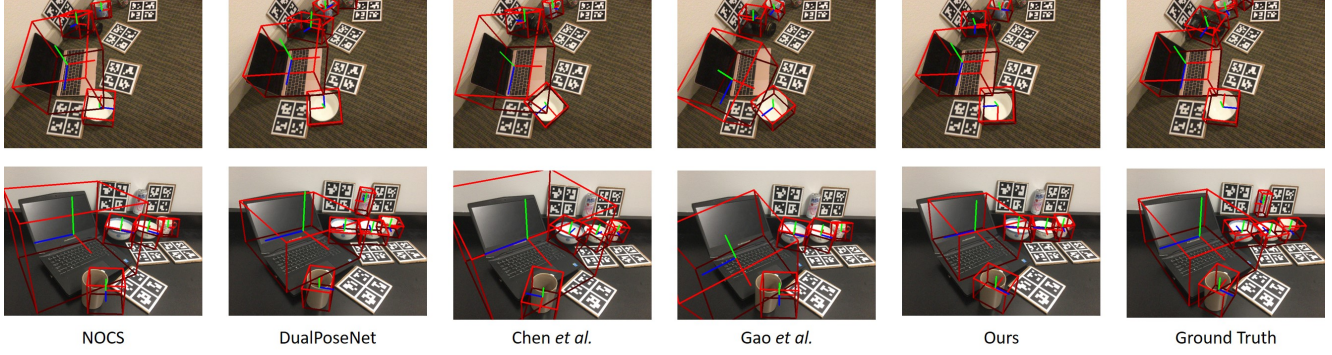 NOCS
DualPoseNet
Chen et al.
Gao et al.
Ours
Ground Truth